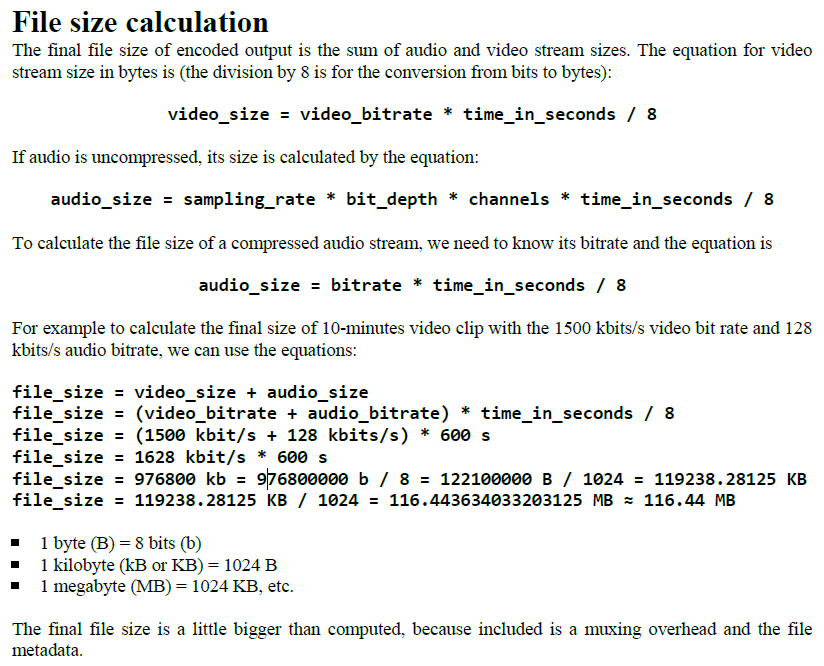 File size calculation
The final file size of encoded output is the sum of audio and video stream sizes. The equation for video
stream size in bytes is (the division by 8 is for the conversion from bits to bytes):
video_size = video_bitrate * time_in_seconds / 8
If audio is uncompressed, its size is calculated by the equation:
audio_size = sampling_rate * bit_depth * channels * time_in_seconds / 8
To calculate the file size of a compressed audio stream, we need to know its bitrate and the equation is
audio_size = bitrate * time_in_seconds / 8
For example to calculate the final size of 10-minutes video clip with the 1500 kbits/s video bit rate and 128
kbits/s audio bitrate, we can use the equations:
file_size = video_size + audio_size
file_size = (video_bitrate + audio_bitrate) * time_in_seconds / 8
file_size = (1500 kbit/s + 128 kbits/s) * 600 s
file_size = 1628 kbit/s * 600 s
file_size = 976800 kb = 976800000 b / 8 = 122100000 B / 1024 = 119238.28125 KB
file_size = 119238.28125 KB / 1024 = 116.443634033203125 MB ≈ 116.44 MB
▪ 1 byte (B) = 8 bits (b)
▪ 1 kilobyte (kB or KB) = 1024 B
▪ 1 megabyte (MB) = 1024 KB, etc.
The final file size is a little bigger than computed, because included is a muxing overhead and the file
metadata.